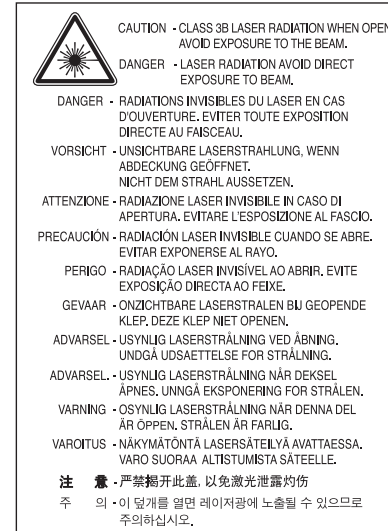 CAUTION - CLASS 3B LASER RADIATION WHEN OPEN
AVOID EXPOSURE TO THE BEAM.
DANGER - LASER RADIATION AVOID DIRECT
EXPOSURE TO BEAM.
DANGER - RADIATIONS INVISIBLES DU LASER EN CAS
D'OUVERTURE. EVITER TOUTE EXPOSITION
DIRECTE AU FAISCEAU.
VORSICHT - UNSICHTBARE LASERSTRAHLUNG, WENN
ABDECKUNG GEÖFFNET.
NICHT DEM STRAHL AUSSETZEN.
ATTENZIONE - RADIAZIONE LASER INVISIBILE IN CASO DI
APERTURA. EVITARE L'ESPOSIZIONE AL FASCIO.
PRECAUCIÓN - RADIACIÓN LASER INVISIBLE CUANDO SE ABRE.
EVITAR EXPONERSE AL RAYO.
PERIGO - RADIAÇÃO LASER INVISÍVEL AO ABRIR. EVITE
EXPOSIÇÃO DIRECTA AO FEIXE.
GEVAAR - ONZICHTBARE LASERSTRALEN BIJ GEOPENDE
KLEP. DEZE KLEP NIET OPENEN.
ADVARSEL - USYNLIG LASERSTRÅLNING VED ÅBNING.
UNDGÅ UDSAETTELSE FOR STRÅLNING.
ADVARSEL. - USYNLIG LASERSTRÅLNING NÅR DEKSEL
ÅPNES. UNNGÅ EKSPONERING FOR STRÅLEN.
VARNING - OSYNLIG LASERSTRÅLNING NÄR DENNA DEL
ÄR ÖPPEN. STRÅLEN ÄR FARLIG.
VAROITUS - NÄKYMÄTÖNTÄ LASERSÄTEILYÄ AVATTAESSA.
VARO SUORAA ALTISTUMISTA SÄTEELLE.
注 意 - 严禁揭开此盖, 以免激光泄露灼伤
주 의 - 이 덮개를 열면 레이저광에 노출될 수 있으므로
주의하십시오.